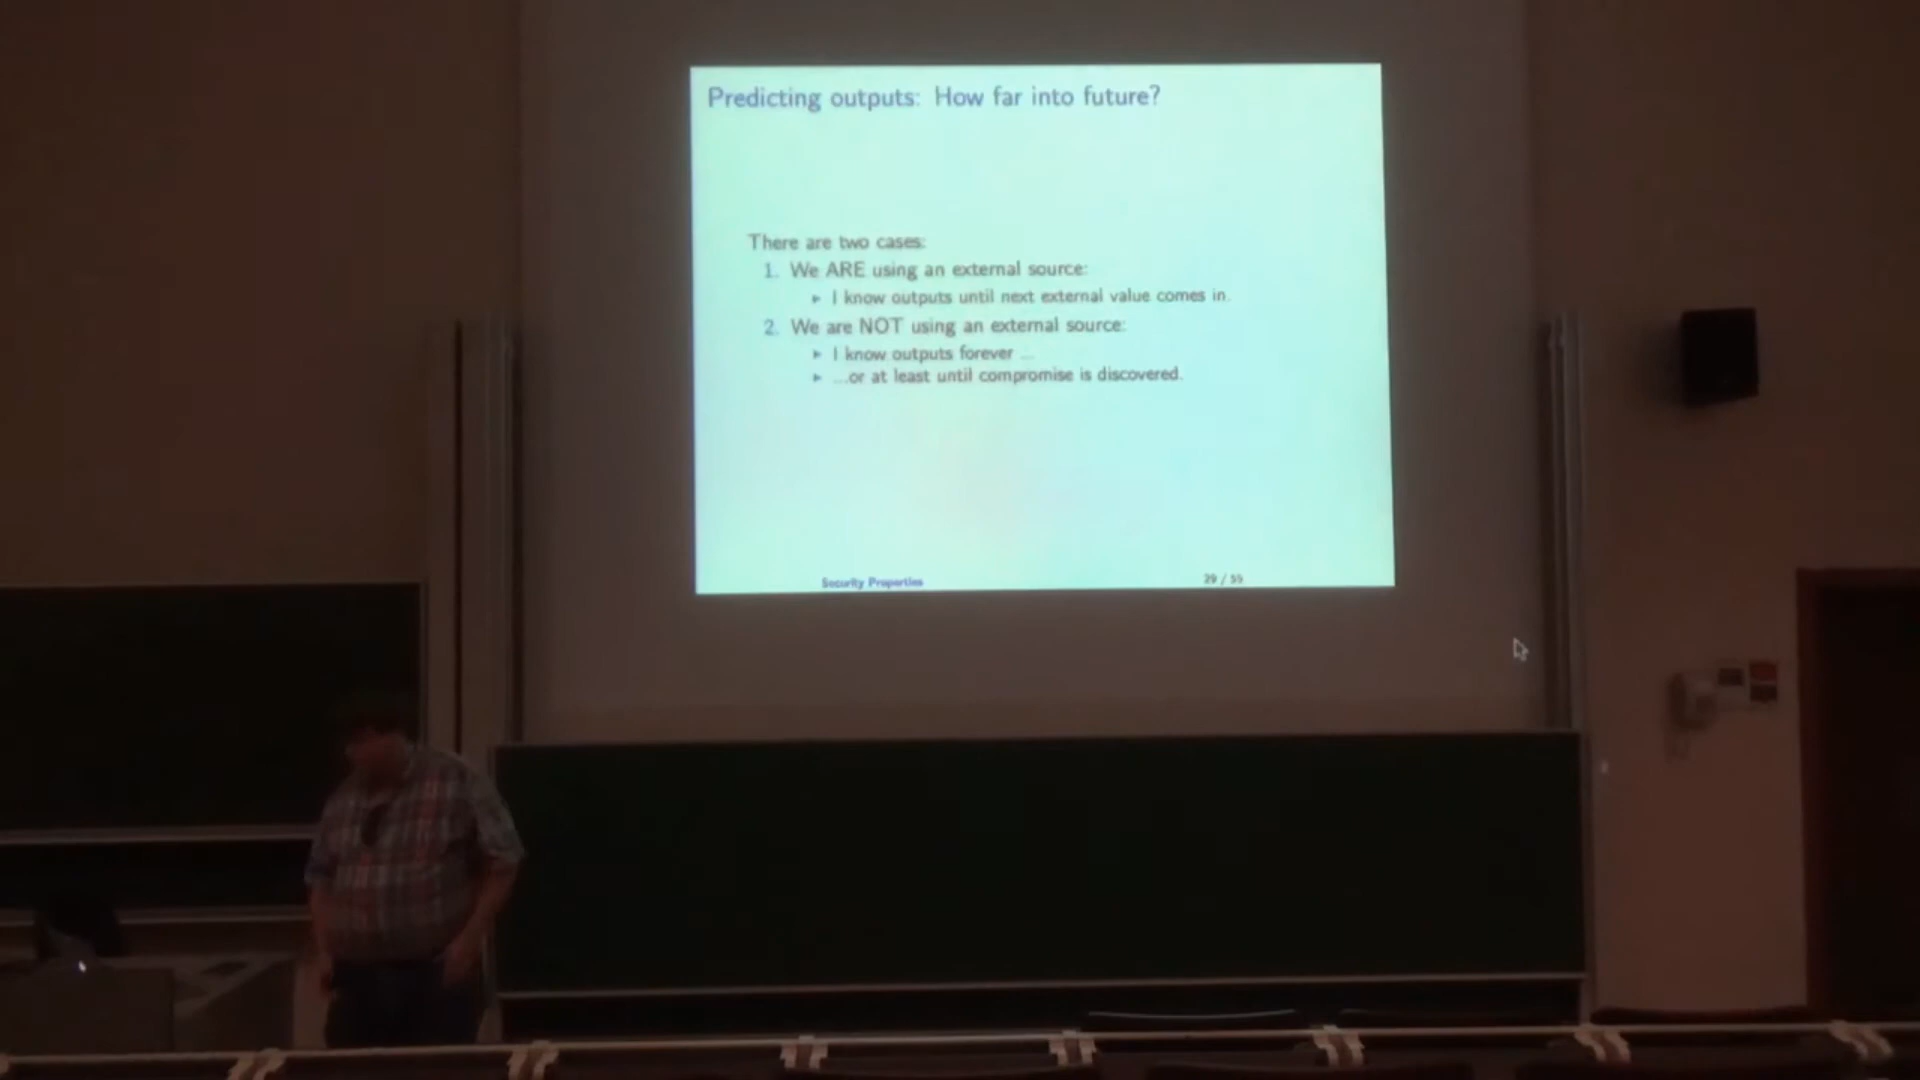 Predicting outputs: How far into future?
There are two cases:
1. We ARE using an external source:
▸ I know outputs until next external value comes in.
2. We are NOT using an external source:
▸ I know outputs forever ...
▸ ...or at least until compromise is discovered.
Security Properties
29 / 55